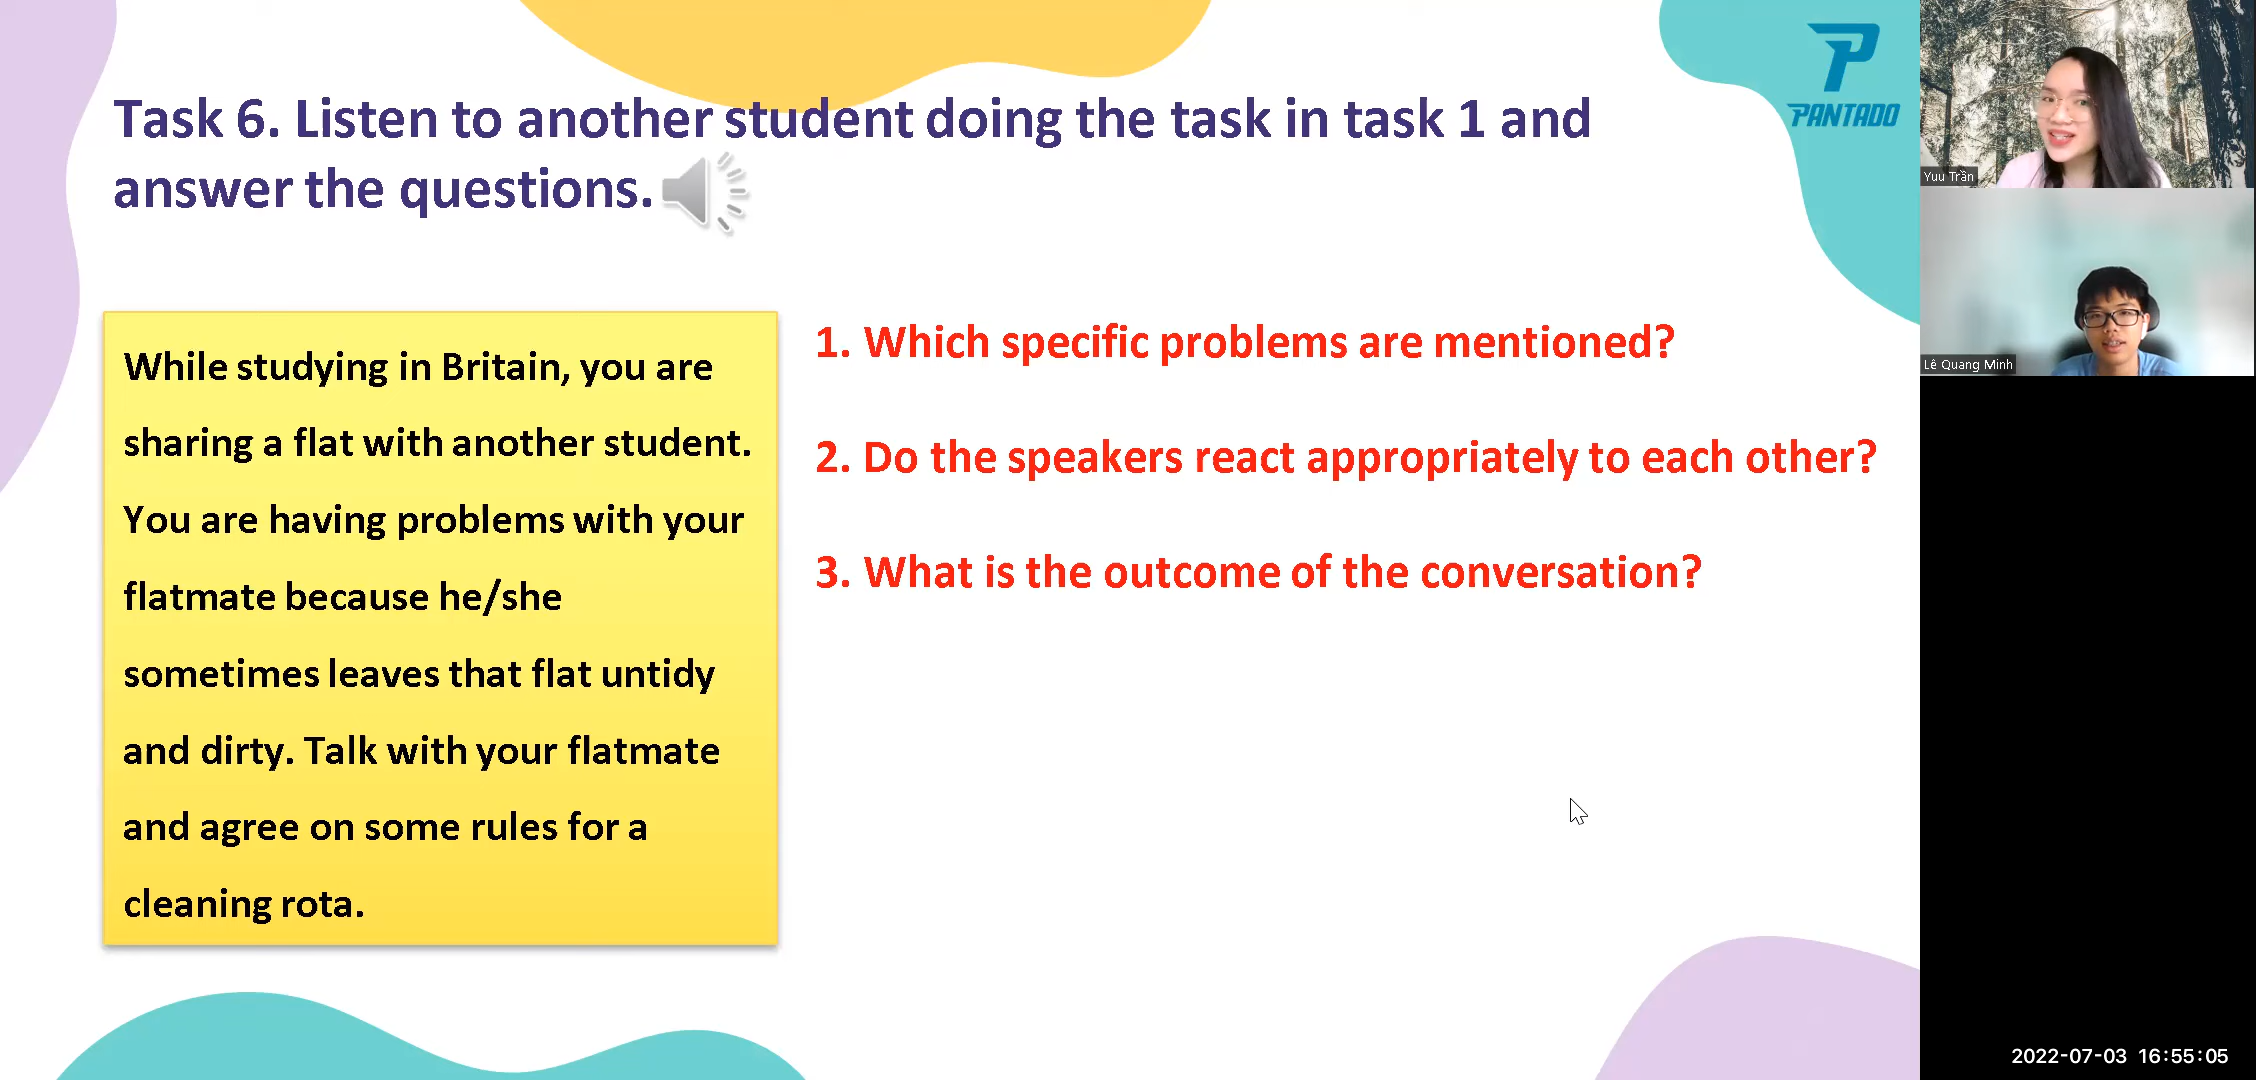 Task 6. Listen to another student doing the task in task 1 and
answer the questions.
PANTADO
While studying in Britain, you are
sharing a flat with another student.
You are having problems with your
flatmate because he/she
sometimes leaves that flat untidy
and dirty. Talk with your flatmate
and agree on some rules for a
cleaning rota.
1. Which specific problems are mentioned?
2. Do the speakers react appropriately to each other?
3. What is the outcome of the conversation?
Yuu Trần
Lê Quang Minh
2022-07-03 16:55:05